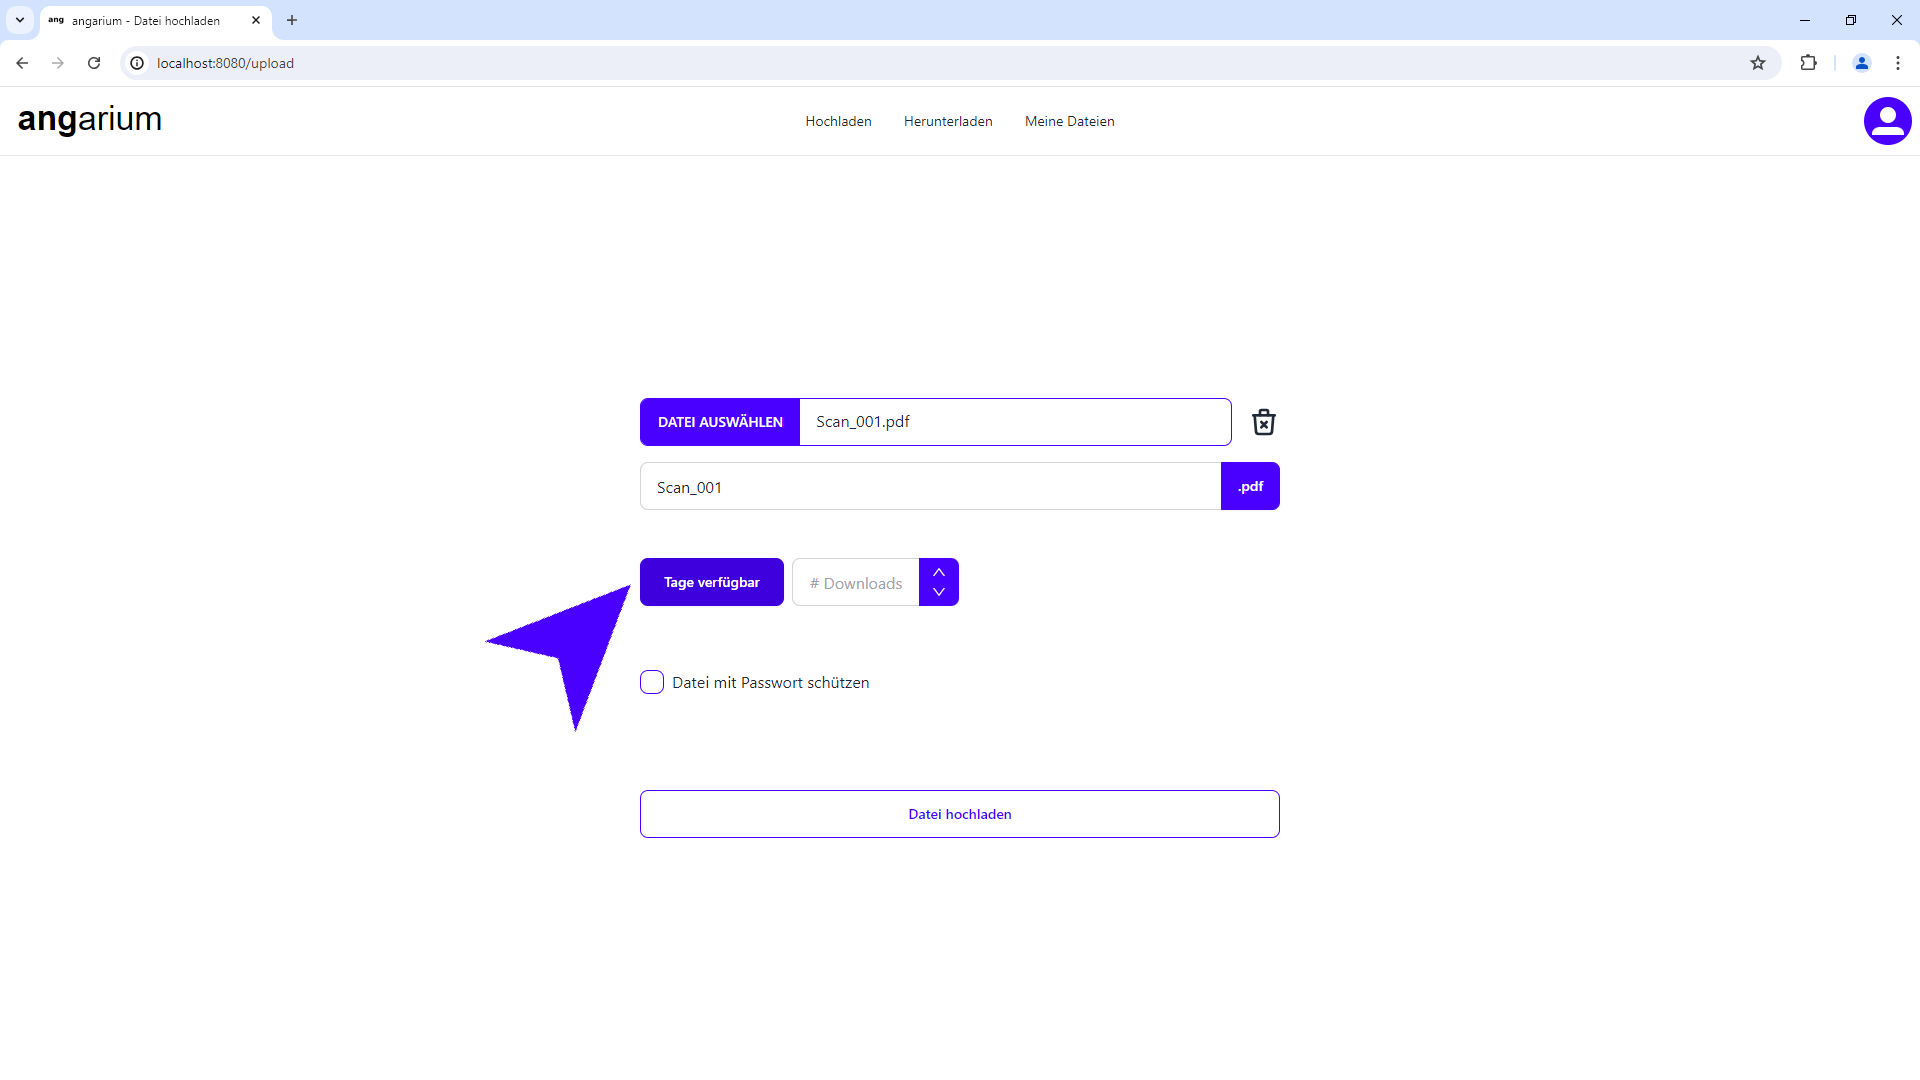 ang angarium - Datei hochladen
localhost:8080/upload
angarium
Hochladen Herunterladen Meine Dateien
DATEI AUSWÄHLEN Scan_001.pdf
Scan_001 .pdf
Tage verfügbar # Downloads
Datei mit Passwort schützen
Datei hochladen